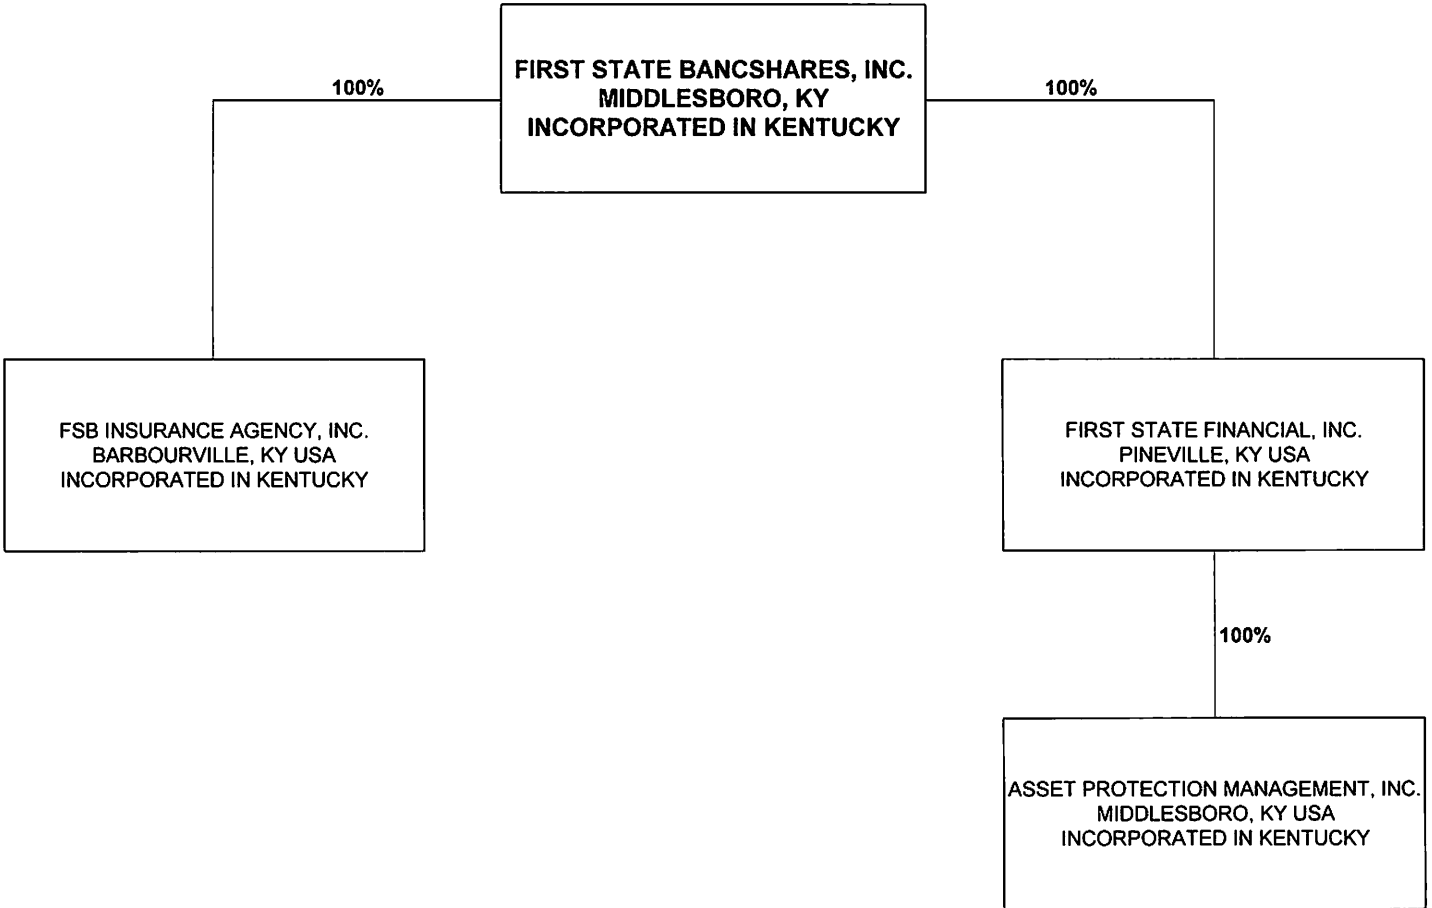 FIRST STATE BANCSHARES, INC.
MIDDLESBORO, KY
INCORPORATED IN KENTUCKY
100%
100%
FSB INSURANCE AGENCY, INC.
BARBOURVILLE, KY USA
INCORPORATED IN KENTUCKY
FIRST STATE FINANCIAL, INC.
PINEVILLE, KY USA
INCORPORATED IN KENTUCKY
100%
ASSET PROTECTION MANAGEMENT, INC.
MIDDLESBORO, KY USA
INCORPORATED IN KENTUCKY